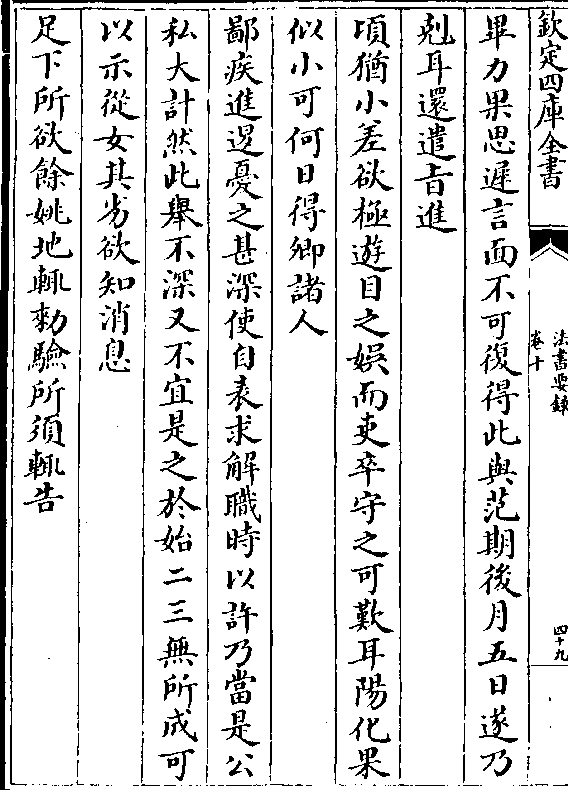 欽定四庫全書
法書要錄
卷十
四十九
畢力果思遲言面不可復得此與范期後月五日遂乃
剋耳還遣旨進
頃猶小差欲極遊目之娛而吏卒守之可歎耳陽化果
似小可何日得卿諸人
鄙疾進退憂之甚深使自表求解職時以許乃當是公
私大計然此舉不深又不宜是之於始二三無所成可
以示從女其劣欲知消息
足下所欲餘姚地輒勑驗所須輒告